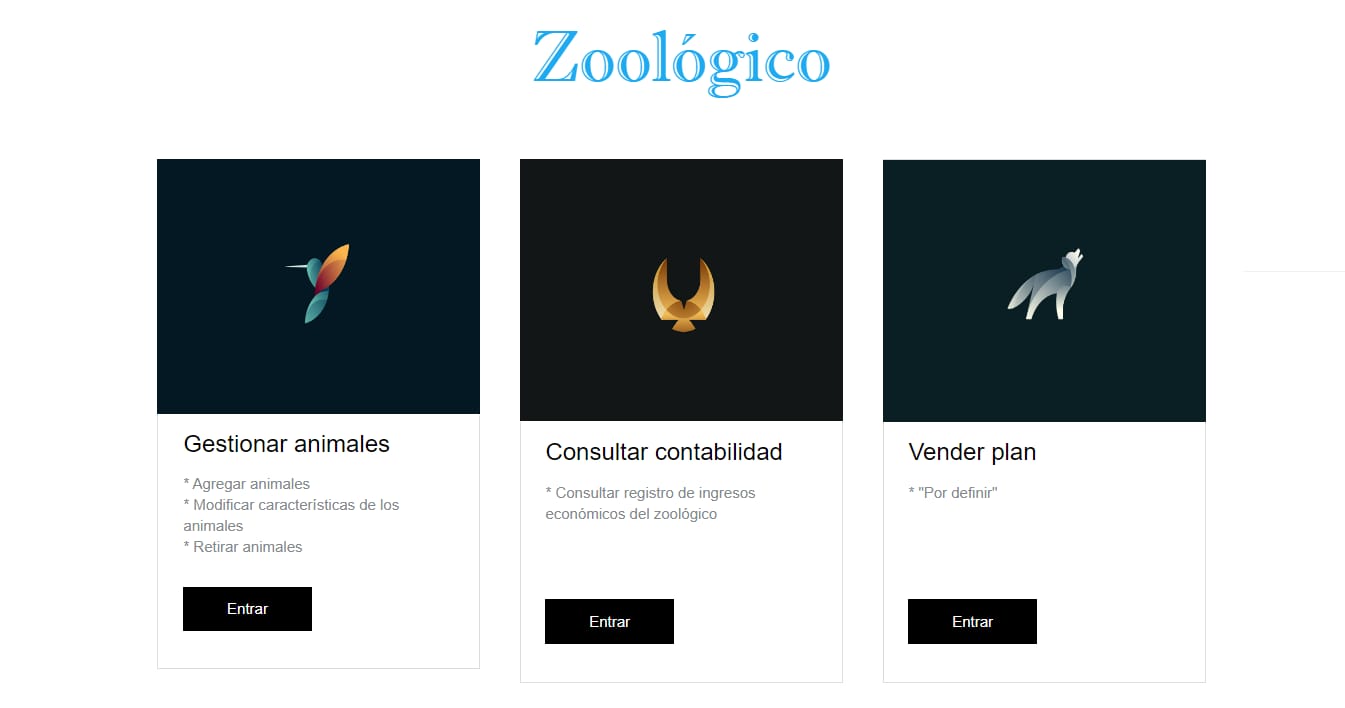 Zoológico
Gestionar animales
* Agregar animales
* Modificar características de los
animales
* Retirar animales
Entrar
Consultar contabilidad
* Consultar registro de ingresos
económicos del zoológico
Entrar
Vender plan
* "Por definir"
Entrar